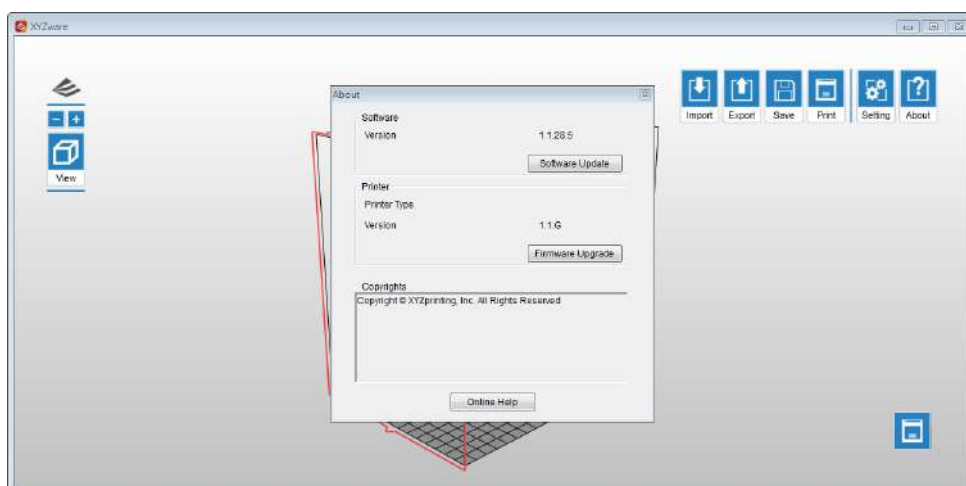 XYZware
Import Export Save Print Setting About
View
About
Software
Version 1.1.28.5
Software Update
Printer
Printer Type
Version 1.1.G
Firmware Upgrade
Copyrights
Copyright © XYZprinting, Inc. All Rights Reserved
Online Help